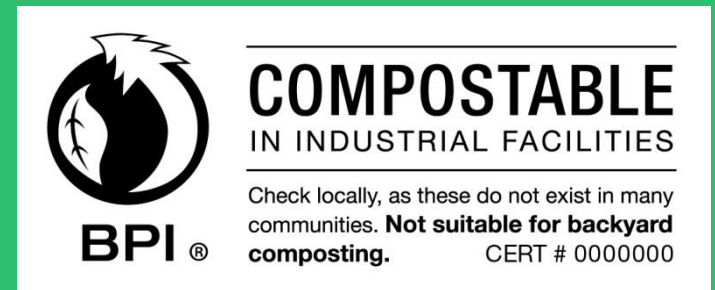 COMPOSTABLE
IN INDUSTRIAL FACILITIES
Check locally, as these do not exist in many
communities. Not suitable for backyard
composting. CERT # 0000000
BPI ®